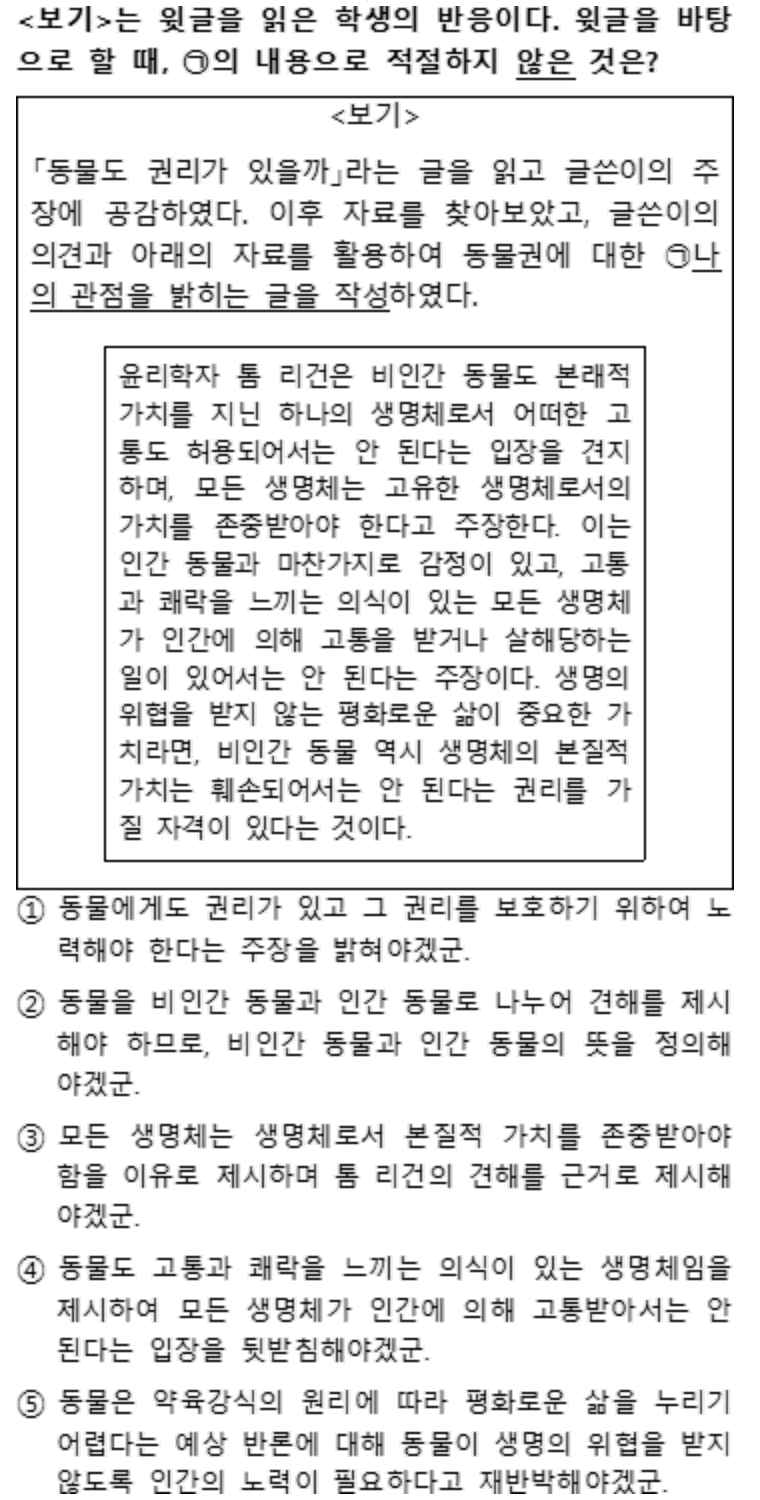 <보기>는 윗글을 읽은 학생의 반응이다. 윗글을 바탕
으로 할 때, ㉠의 내용으로 적절하지 않은 것은?
<보기>
「동물도 권리가 있을까」라는 글을 읽고 글쓴이의 주
장에 공감하였다. 이후 자료를 찾아보았고, 글쓴이의
의견과 아래의 자료를 활용하여 동물권에 대한 ㉠나
의 관점을 밝히는 글을 작성하였다.
윤리학자 톰 리건은 비인간 동물도 본래적
가치를 지닌 하나의 생명체로서 어떠한 고
통도 허용되어서는 안 된다는 입장을 견지
하며, 모든 생명체는 고유한 생명체로서의
가치를 존중받아야 한다고 주장한다. 이는
인간 동물과 마찬가지로 감정이 있고, 고통
과 쾌락을 느끼는 의식이 있는 모든 생명체
가 인간에 의해 고통을 받거나 살해당하는
일이 있어서는 안 된다는 주장이다. 생명의
위협을 받지 않는 평화로운 삶이 중요한 가
치라면, 비인간 동물 역시 생명체의 본질적
가치는 훼손되어서는 안 된다는 권리를 가
질 자격이 있다는 것이다.
① 동물에게도 권리가 있고 그 권리를 보호하기 위하여 노
력해야 한다는 주장을 밝혀야겠군.
② 동물을 비인간 동물과 인간 동물로 나누어 견해를 제시
해야 하므로, 비인간 동물과 인간 동물의 뜻을 정의해
야겠군.
③ 모든 생명체는 생명체로서 본질적 가치를 존중받아야
함을 이유로 제시하며 톰 리건의 견해를 근거로 제시해
야겠군.
④ 동물도 고통과 쾌락을 느끼는 의식이 있는 생명체임을
제시하여 모든 생명체가 인간에 의해 고통받아서는 안
된다는 입장을 뒷받침해야겠군.
⑤ 동물은 약육강식의 원리에 따라 평화로운 삶을 누리기
어렵다는 예상 반론에 대해 동물이 생명의 위협을 받지
않도록 인간의 노력이 필요하다고 재반박해야겠군.